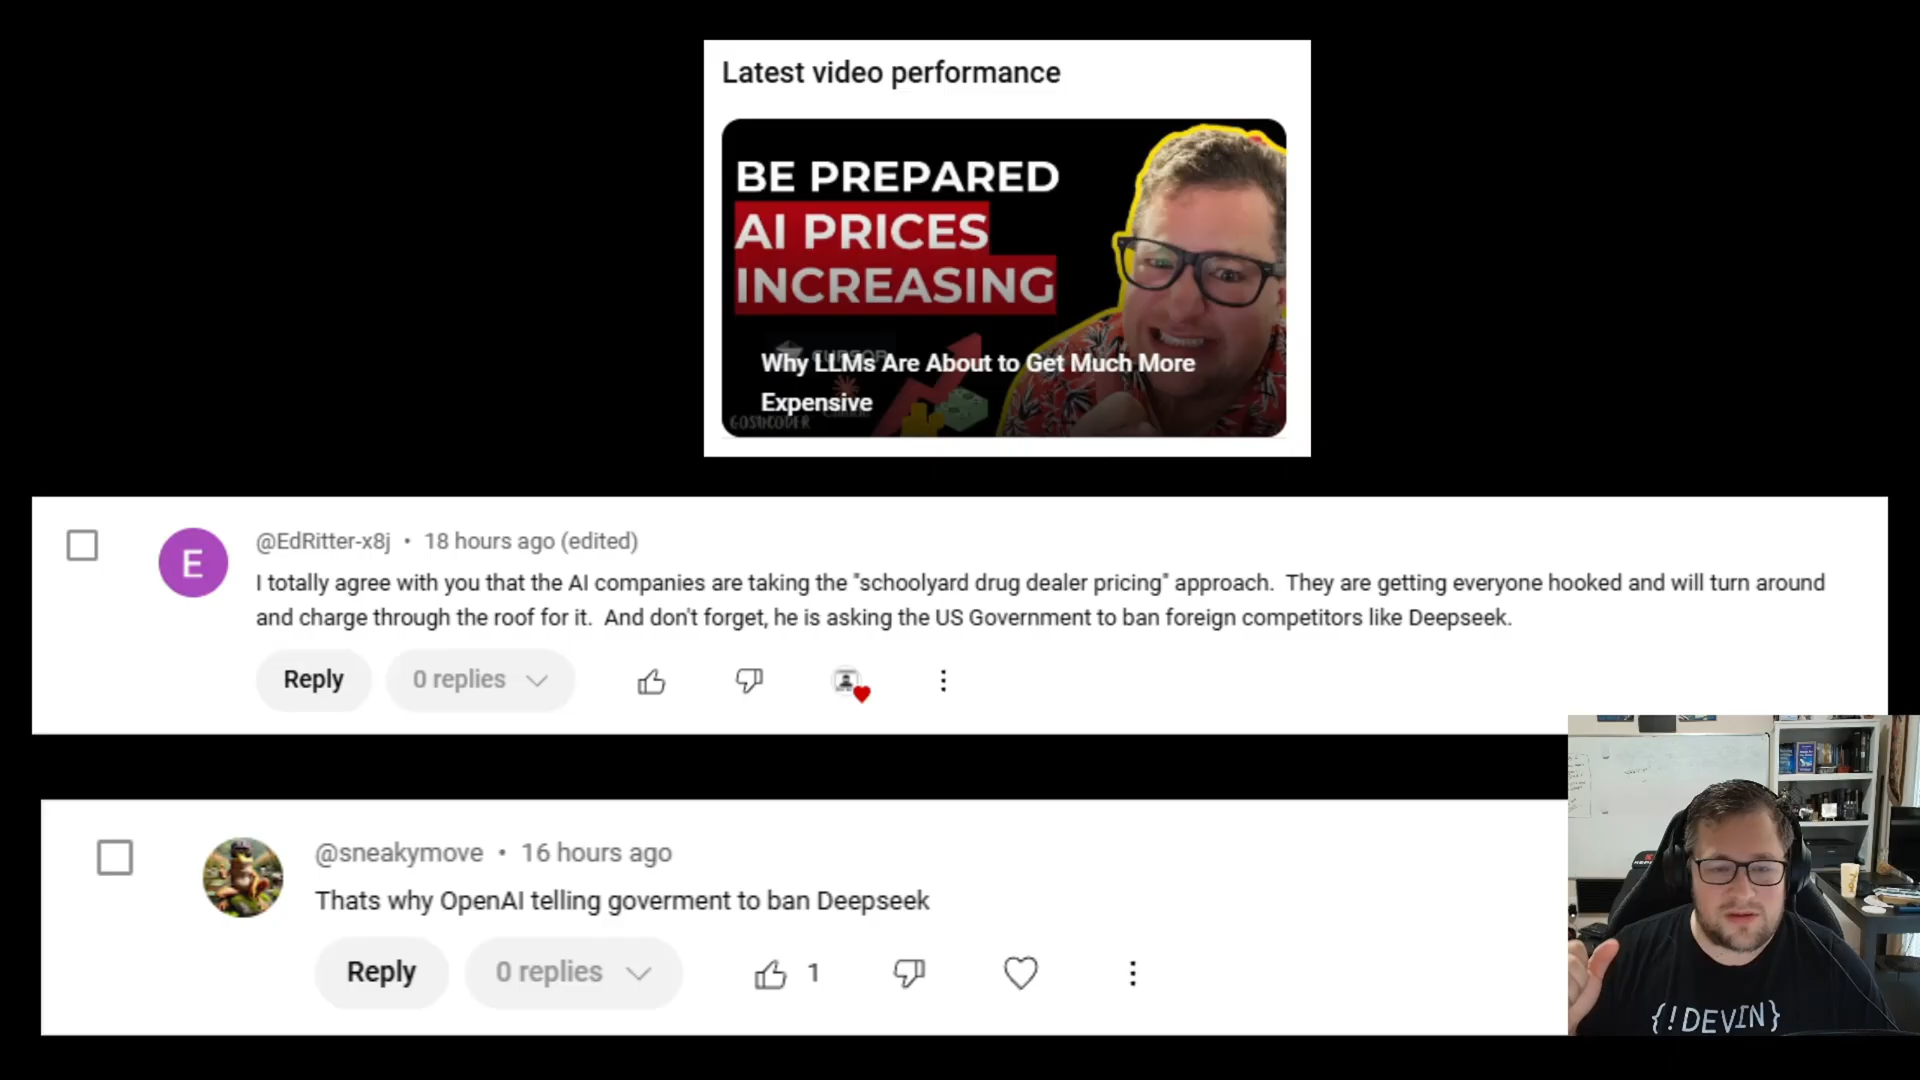 Latest video performance
BE PREPARED
AI PRICES
INCREASING
CURSOR
Why LLMs Are About to Get Much More
Expensive
GOSUCODER
@EdRitter-x8j • 18 hours ago (edited)
E
I totally agree with you that the AI companies are taking the "schoolyard drug dealer pricing" approach.  They are getting everyone hooked and will turn around
and charge through the roof for it.  And don't forget, he is asking the US Government to ban foreign competitors like Deepseek.
Reply
0 replies
@sneakymove • 16 hours ago
Thats why OpenAI telling goverment to ban Deepseek
Reply
0 replies
1
{!DEVIN}